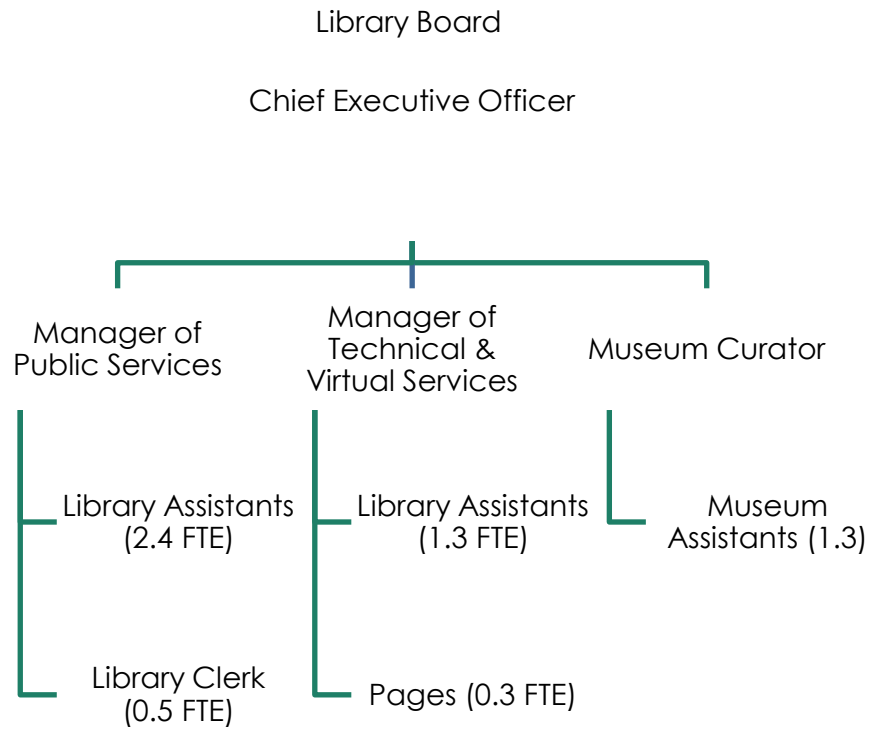 Library Board
Chief Executive Officer
Manager of
Public Services
Manager of
Technical &
Virtual Services
Museum Curator
Library Assistants
(2.4 FTE)
Library Assistants
(1.3 FTE)
Museum
Assistants (1.3)
Library Clerk
(0.5 FTE)
Pages (0.3 FTE)